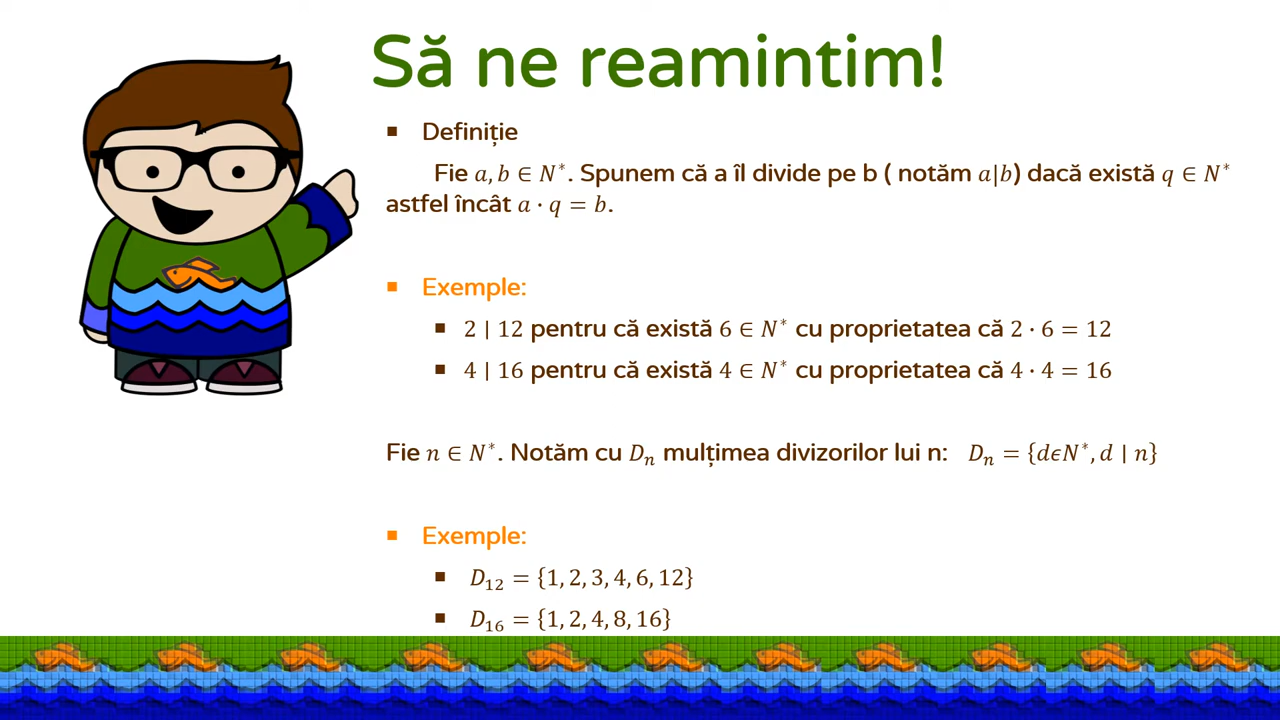 Să ne reamintim!
▪ Definiție
Fie a, b ∈ N*. Spunem că a îl divide pe b ( notăm a|b) dacă există q ∈ N*
astfel încât a · q = b.
▪ Exemple:
▪ 2 | 12 pentru că există 6 ∈ N* cu proprietatea că 2 · 6 = 12
▪ 4 | 16 pentru că există 4 ∈ N* cu proprietatea că 4 · 4 = 16
Fie n ∈ N*. Notăm cu Dₙ mulțimea divizorilor lui n: Dₙ = {dϵN*, d | n}
▪ Exemple:
▪ D₁₂ = {1, 2, 3, 4, 6, 12}
▪ D₁₆ = {1, 2, 4, 8, 16}